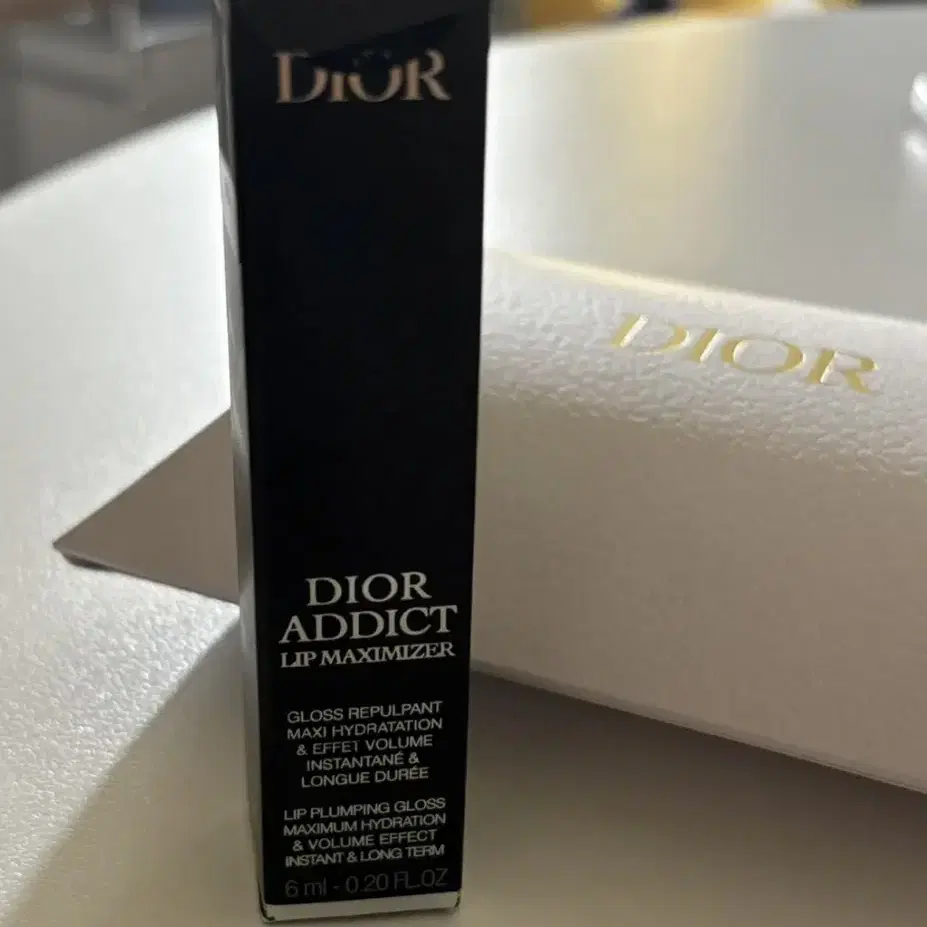 DIOR
DIOR
DIOR
ADDICT
LIP MAXIMIZER
GLOSS REPULPANT
MAXI HYDRATATION
& EFFET VOLUME
INSTANTANÉ &
LONGUE DURÉE
LIP PLUMPING GLOSS
MAXIMUM HYDRATION
& VOLUME EFFECT
INSTANT & LONG TERM
6 ml - 0.20 FL.OZ